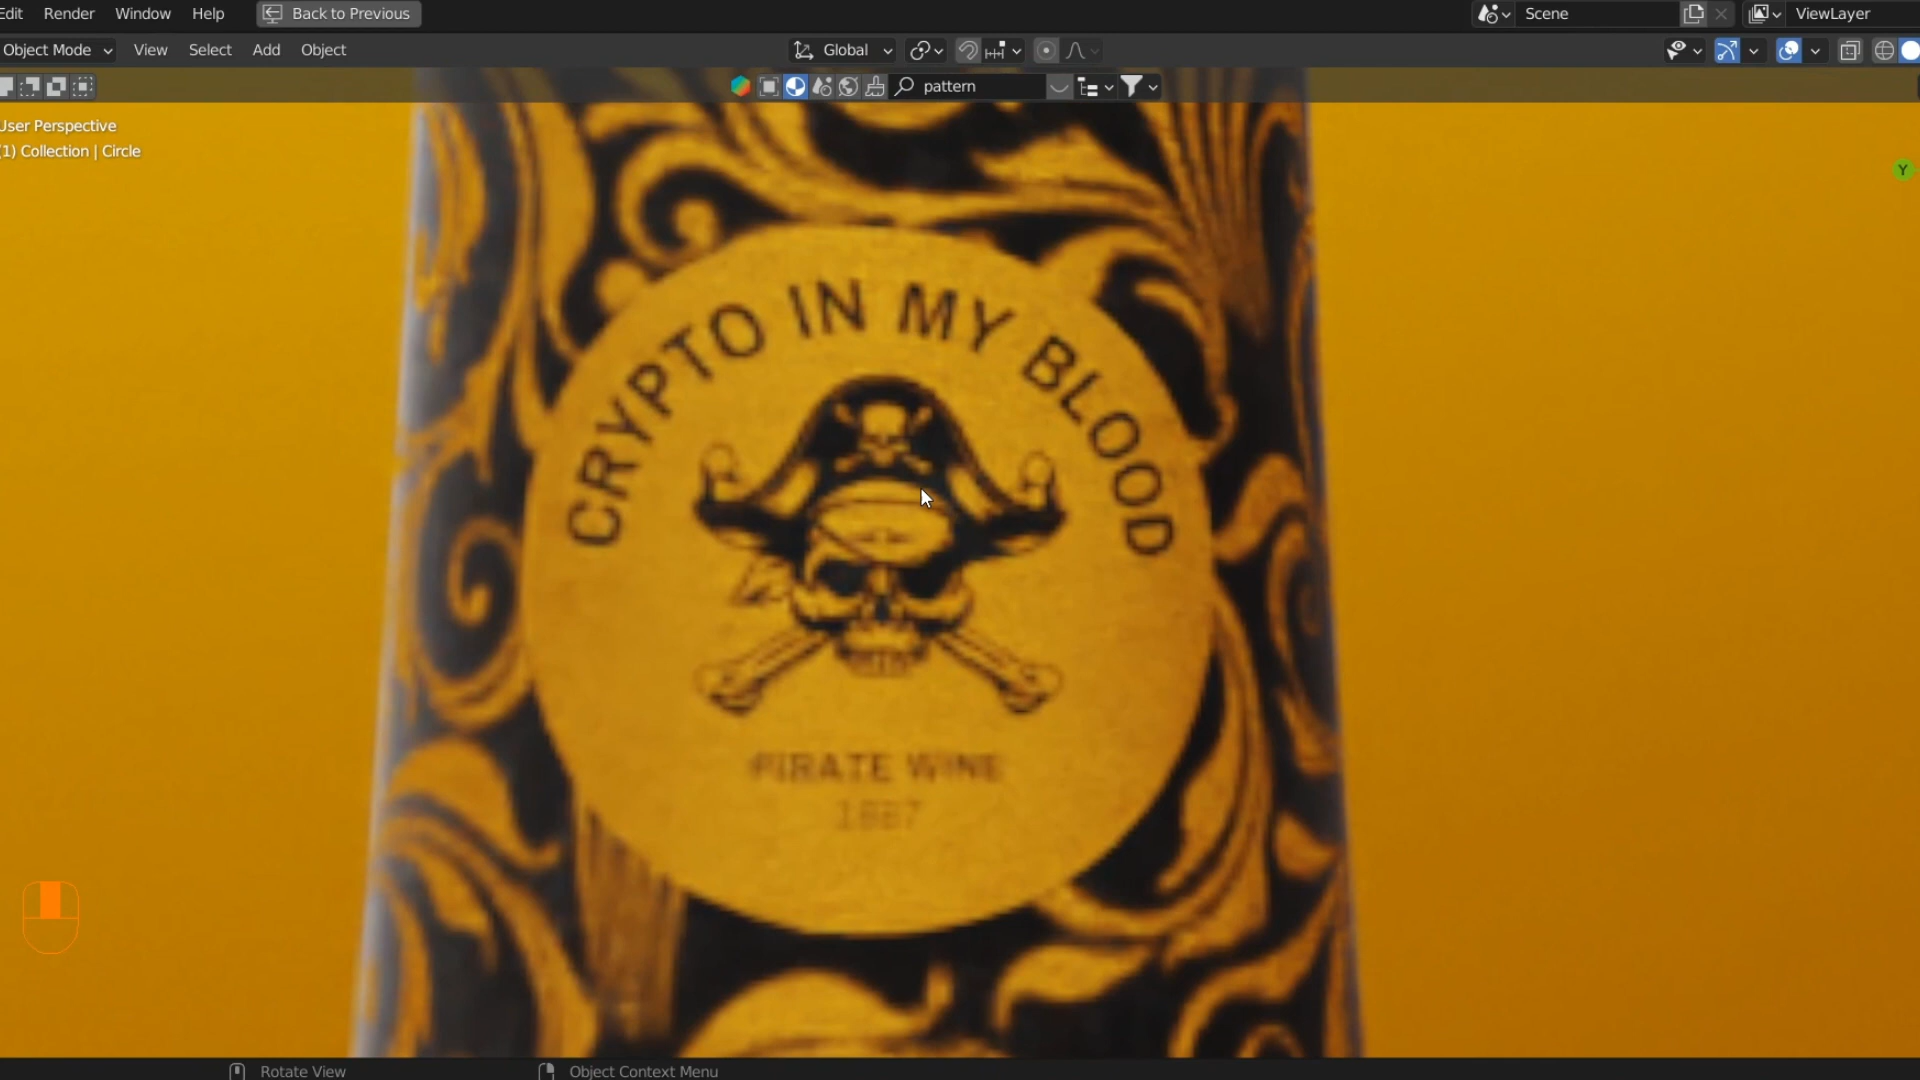 Edit Render Window Help Back to Previous Scene ViewLayer
Object Mode View Select Add Object Global
pattern
User Perspective
(1) Collection | Circle
Y
CRYPTO IN MY BLOOD
PIRATE WINE
1887
Rotate View Object Context Menu